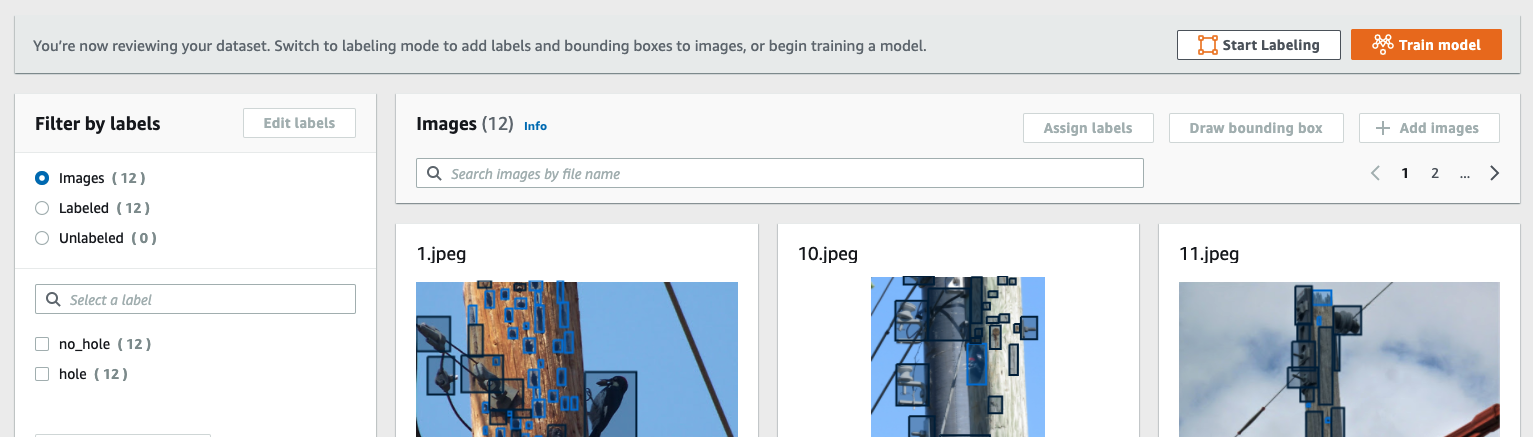 You're now reviewing your dataset. Switch to labeling mode to add labels and bounding boxes to images, or begin training a model.
Start Labeling
Train model
Filter by labels
Edit labels
Images ( 12 )
Labeled ( 12 )
Unlabeled ( 0 )
Select a label
no_hole ( 12 )
hole ( 12 )
Images (12) Info
Assign labels
Draw bounding box
+ Add images
Search images by file name
< 1 2 ... >
1.jpeg
10.jpeg
11.jpeg